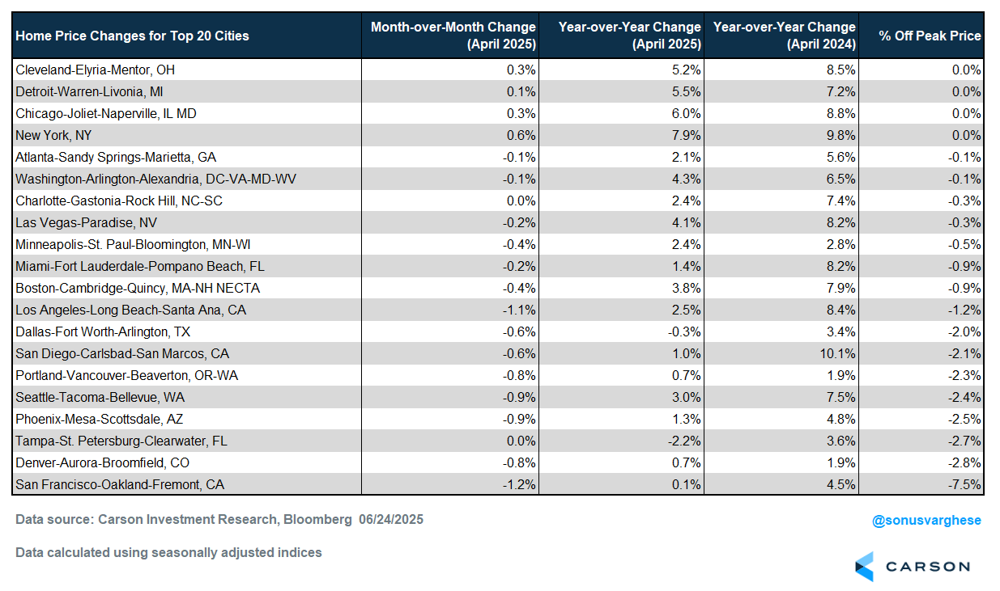 Home Price Changes for Top 20 Cities Month-over-Month Change (April 2025) Year-over-Year Change (April 2025) Year-over-Year Change (April 2024) % Off Peak Price
Cleveland-Elyria-Mentor, OH 0.3% 5.2% 8.5% 0.0%
Detroit-Warren-Livonia, MI 0.1% 5.5% 7.2% 0.0%
Chicago-Joliet-Naperville, IL MD 0.3% 6.0% 8.8% 0.0%
New York, NY 0.6% 7.9% 9.8% 0.0%
Atlanta-Sandy Springs-Marietta, GA -0.1% 2.1% 5.6% -0.1%
Washington-Arlington-Alexandria, DC-VA-MD-WV -0.1% 4.3% 6.5% -0.1%
Charlotte-Gastonia-Rock Hill, NC-SC 0.0% 2.4% 7.4% -0.3%
Las Vegas-Paradise, NV -0.2% 4.1% 8.2% -0.3%
Minneapolis-St. Paul-Bloomington, MN-WI -0.4% 2.4% 2.8% -0.5%
Miami-Fort Lauderdale-Pompano Beach, FL -0.2% 1.4% 8.2% -0.9%
Boston-Cambridge-Quincy, MA-NH NECTA -0.4% 3.8% 7.9% -0.9%
Los Angeles-Long Beach-Santa Ana, CA -1.1% 2.5% 8.4% -1.2%
Dallas-Fort Worth-Arlington, TX -0.6% -0.3% 3.4% -2.0%
San Diego-Carlsbad-San Marcos, CA -0.6% 1.0% 10.1% -2.1%
Portland-Vancouver-Beaverton, OR-WA -0.8% 0.7% 1.9% -2.3%
Seattle-Tacoma-Bellevue, WA -0.9% 3.0% 7.5% -2.4%
Phoenix-Mesa-Scottsdale, AZ -0.9% 1.3% 4.8% -2.5%
Tampa-St. Petersburg-Clearwater, FL 0.0% -2.2% 3.6% -2.7%
Denver-Aurora-Broomfield, CO -0.8% 0.7% 1.9% -2.8%
San Francisco-Oakland-Fremont, CA -1.2% 0.1% 4.5% -7.5%
Data source: Carson Investment Research, Bloomberg 06/24/2025 @sonusvarghese
Data calculated using seasonally adjusted indices
CARSON